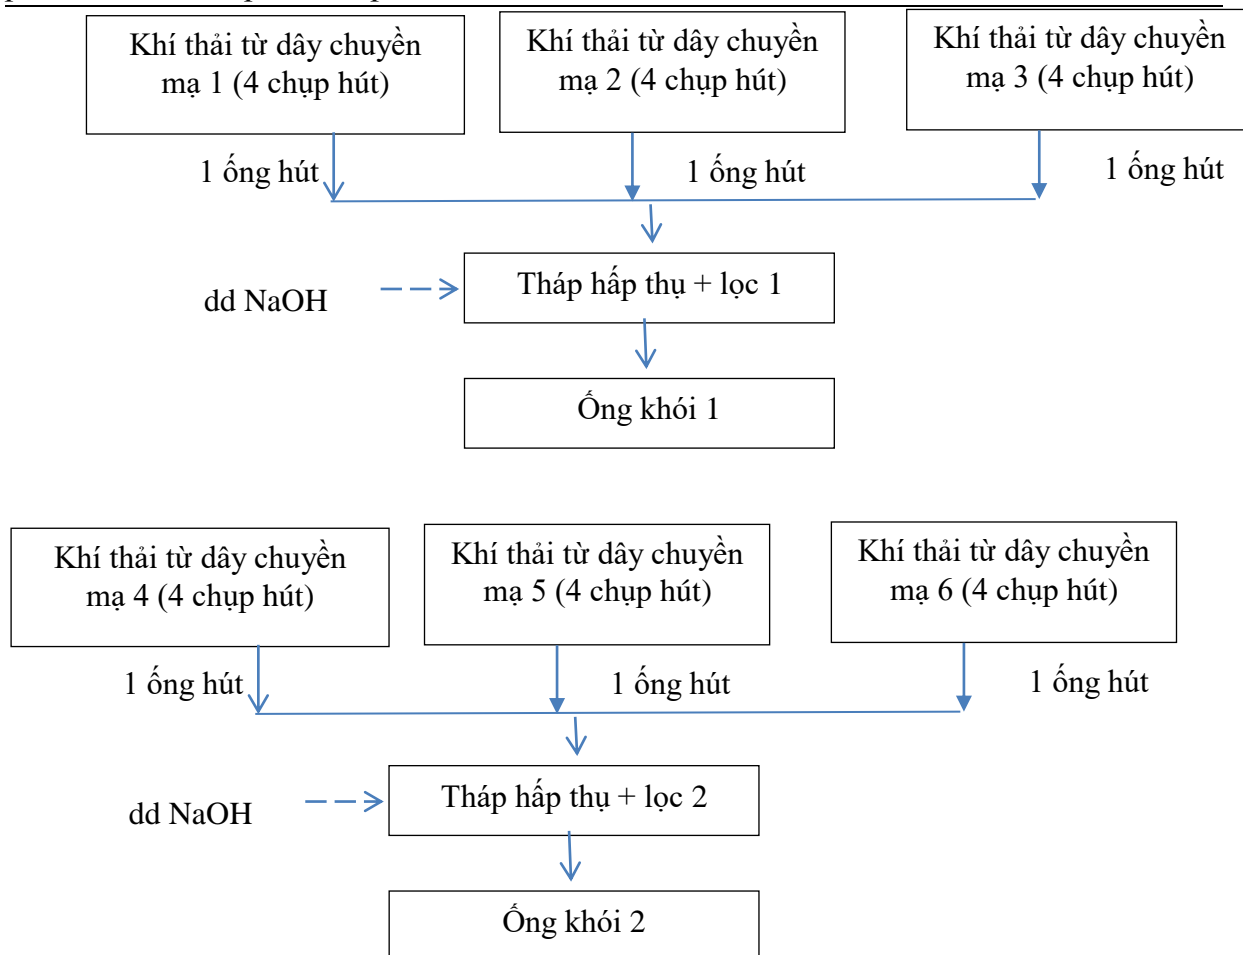 Khí thải từ dây chuyền
mạ 1 (4 chụp hút)
Khí thải từ dây chuyền
mạ 2 (4 chụp hút)
Khí thải từ dây chuyền
mạ 3 (4 chụp hút)
1 ống hút
1 ống hút
1 ống hút
dd NaOH
Tháp hấp thụ + lọc 1
Ống khói 1
Khí thải từ dây chuyền
mạ 4 (4 chụp hút)
Khí thải từ dây chuyền
mạ 5 (4 chụp hút)
Khí thải từ dây chuyền
mạ 6 (4 chụp hút)
1 ống hút
1 ống hút
1 ống hút
dd NaOH
Tháp hấp thụ + lọc 2
Ống khói 2